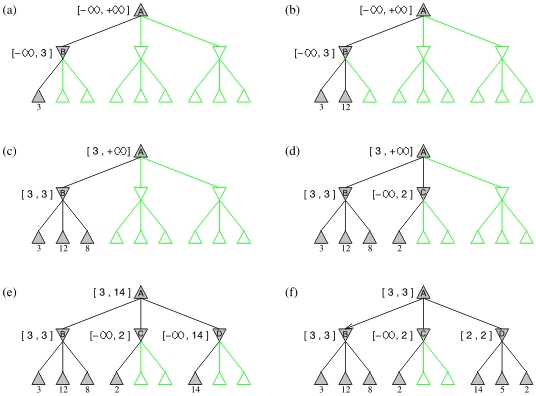 (a) [−∞, +∞] A
[−∞, 3] B
3
(b) [−∞, +∞] A
[−∞, 3] B
3 12
(c) [3, +∞] A
[3, 3] B
3 12 8
(d) [3, +∞] A
[3, 3] B [−∞, 2] C
3 12 8 2
(e) [3, 14] A
[3, 3] B [−∞, 2] C [−∞, 14] D
3 12 8 2 14
(f) [3, 3] A
[3, 3] B [−∞, 2] C [2, 2] D
3 12 8 2 14 5 2